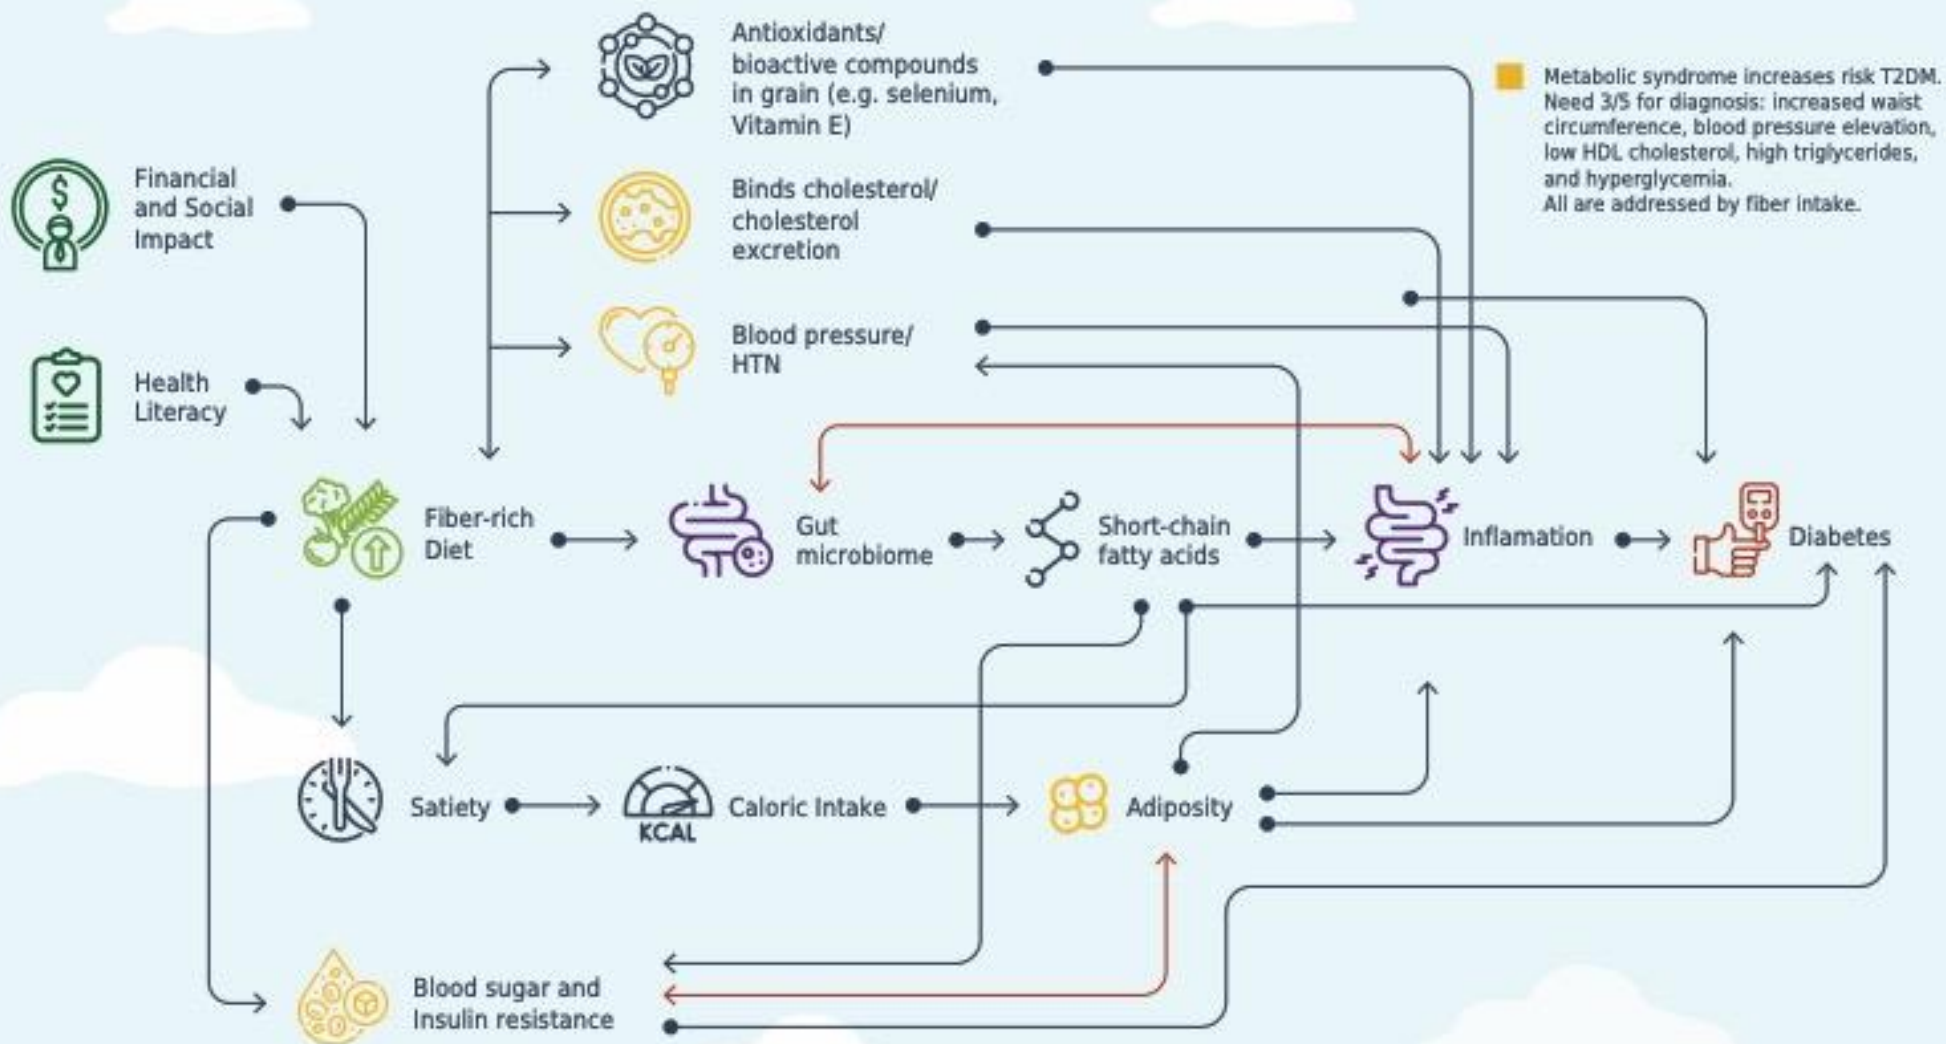 Antioxidants/
bioactive compounds
in grain (e.g. selenium,
Vitamin E)
Metabolic syndrome increases risk T2DM.
Need 3/5 for diagnosis: increased waist
circumference, blood pressure elevation,
low HDL cholesterol, high triglycerides,
and hyperglycemia.
All are addressed by fiber intake.
Financial
and Social
Impact
$
Binds cholesterol/
cholesterol
excretion
Blood pressure/
HTN
Health
Literacy
Fiber-rich
Diet
Gut
microbiome
Short-chain
fatty acids
Inflamation
Diabetes
Satiety
KCAL
Caloric Intake
Adiposity
Blood sugar and
Insulin resistance